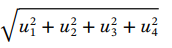 √(u₁² + u₂² + u₃² + u₄²)